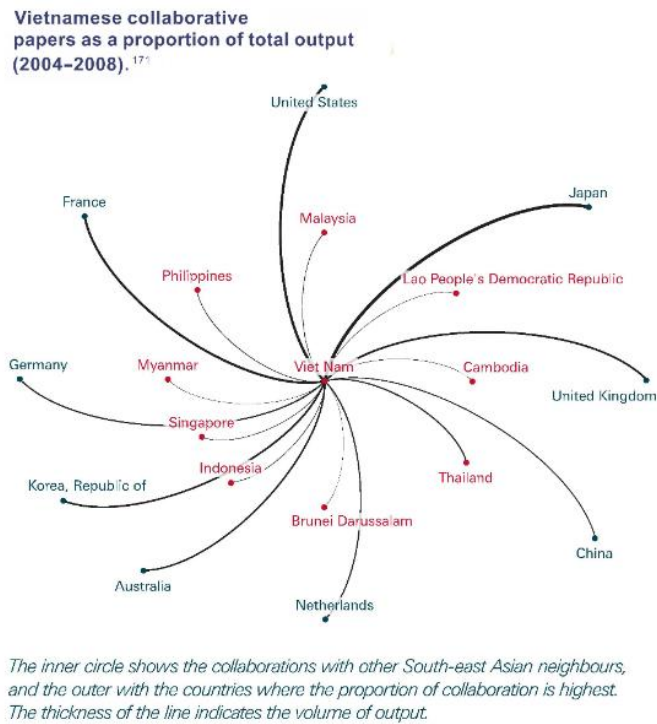 Vietnamese collaborative
papers as a proportion of total output
(2004–2008).¹⁷¹
United States
Japan
France
Malaysia
Philippines
Lao People's Democratic Republic
Germany
Myanmar
Viet Nam
Cambodia
United Kingdom
Singapore
Indonesia
Thailand
Korea, Republic of
Brunei Darussalam
China
Australia
Netherlands
The inner circle shows the collaborations with other South-east Asian neighbours,
and the outer with the countries where the proportion of collaboration is highest.
The thickness of the line indicates the volume of output.